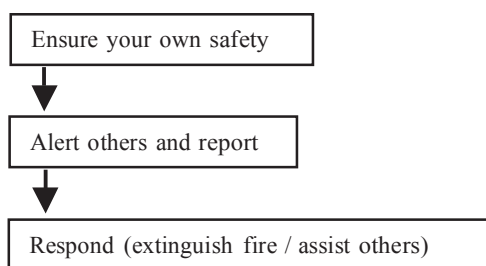 Ensure your own safety
Alert others and report
Respond (extinguish fire / assist others)